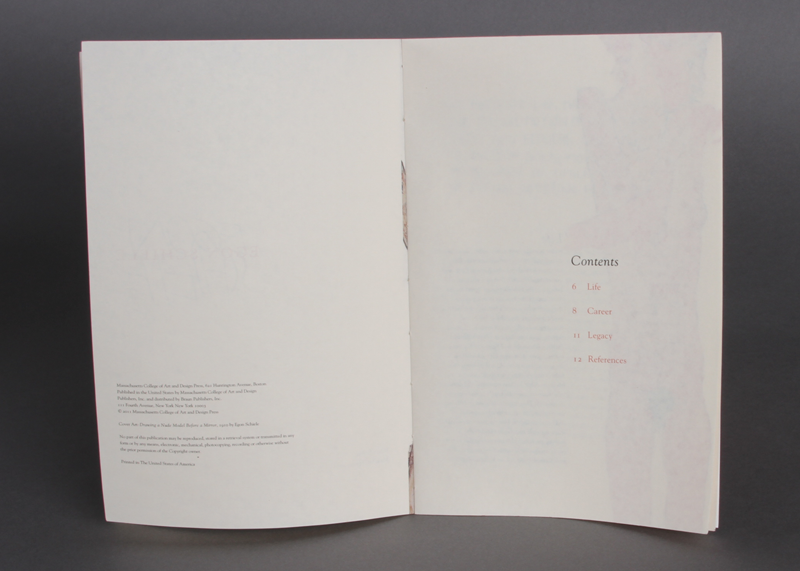 Massachusetts College of Art and Design Press, 621 Huntington Avenue, Boston
Published in the United States by Massachusetts College of Art and Design
Publishers, Inc. and distributed by Braun Publishers, Inc.
Fourth Avenue, New York New York
© 2011 Massachusetts College of Art and Design Press
Cover Art: Drawing a Nude Model Before a Mirror, 1910 by Egon Schiele
No part of this publication may be reproduced, stored in a retrieval system or transmitted in any
form or by any means, electronic, mechanical, photocopying, recording or otherwise without
the prior permission of the Copyright owner.
Printed in The United States of America
Contents
6 Life
8 Career
11 Legacy
12 References